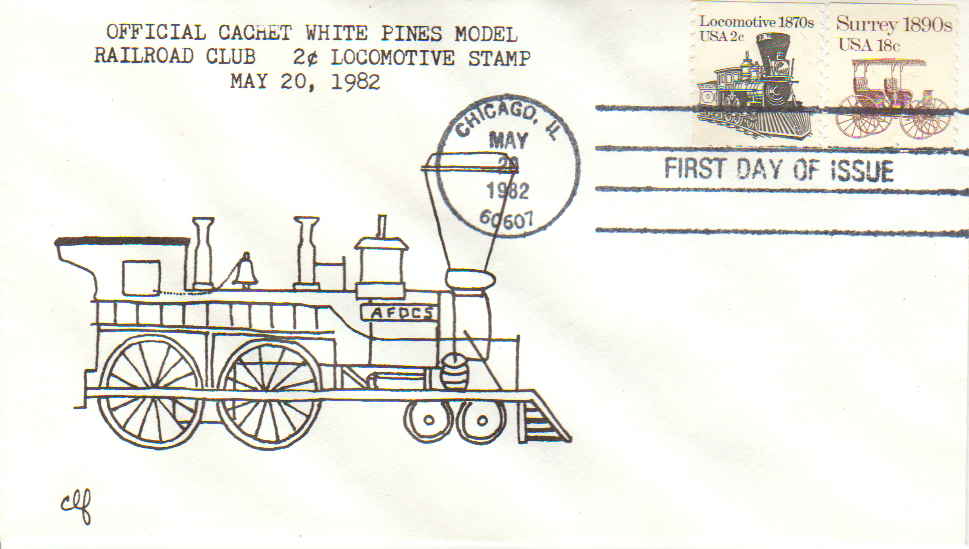 OFFICIAL CACHET WHITE PINES MODEL
RAILROAD CLUB 2¢ LOCOMOTIVE STAMP
MAY 20, 1982
Locomotive 1870s
USA 2c
Surrey 1890s
USA 18c
CHICAGO, IL
MAY
20
1982
60607
FIRST DAY OF ISSUE
AFDCS
clf